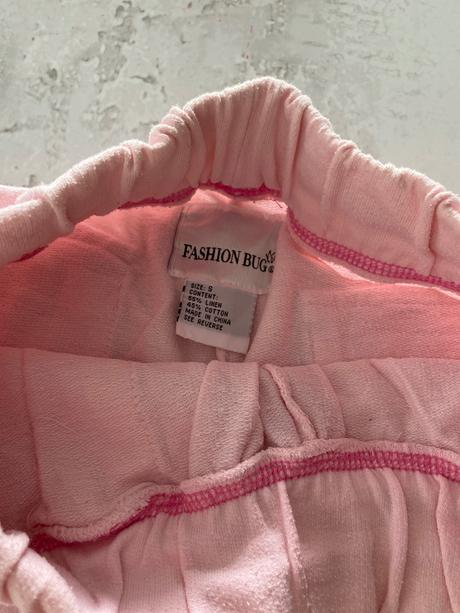 FASHION BUG®
SIZE: S
CONTENT:
55% LINEN
45% COTTON
MADE IN CHINA
SEE REVERSE